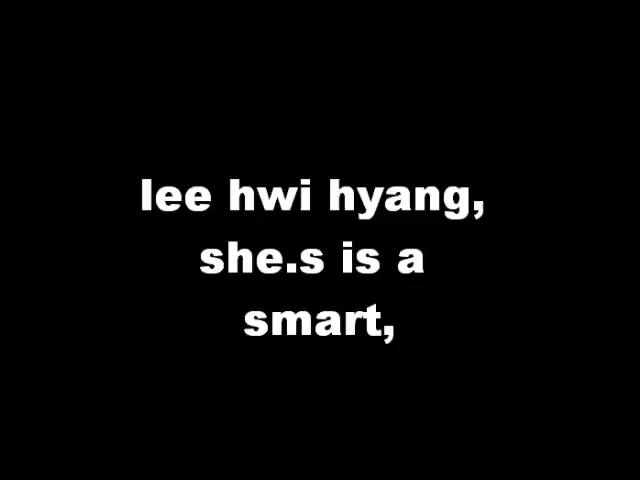 lee hwi hyang,
she.s is a
smart,